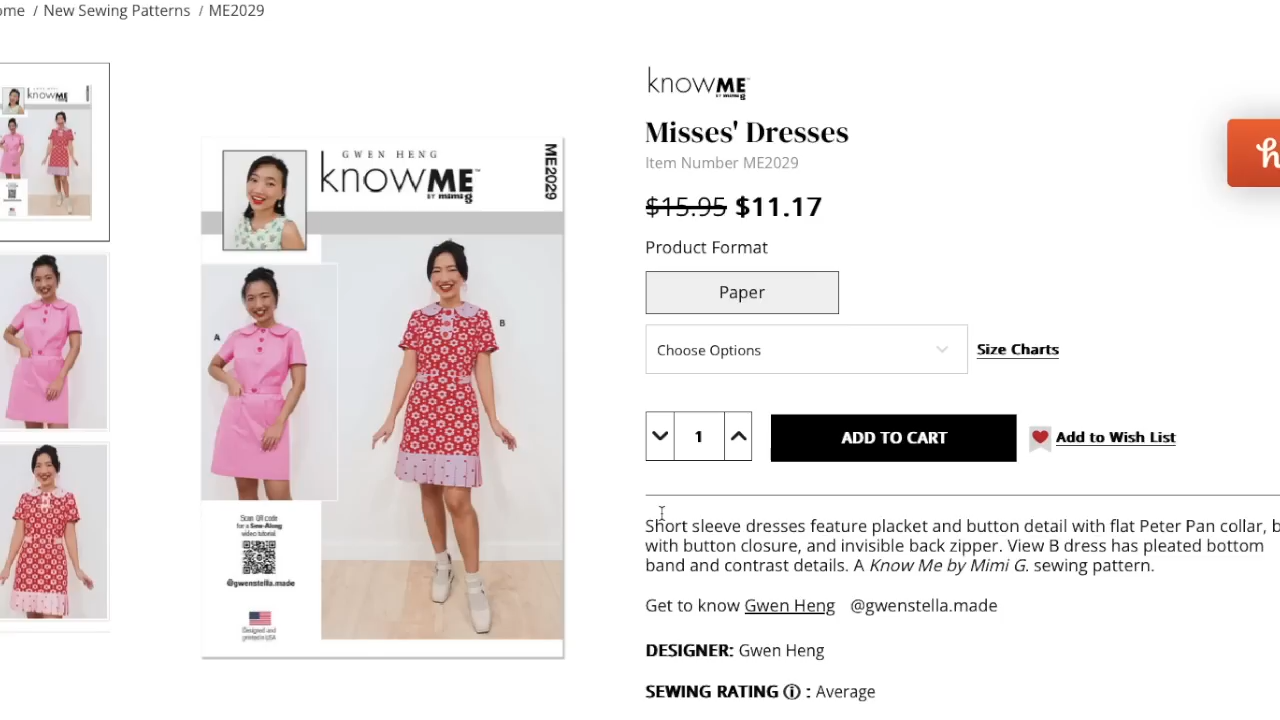 ome / New Sewing Patterns / ME2029
knowME
GWEN HENG
knowME™
BY mimi g
ME2029
A
B
Scan QR code
for a Sew-Along
video tutorial
@gwenstella.made
Designed and
printed in USA
knowME™
BY mimi g
Misses' Dresses
Item Number ME2029
$15.95 $11.17
Product Format
Paper
Choose Options
Size Charts
1
ADD TO CART
Add to Wish List
Short sleeve dresses feature placket and button detail with flat Peter Pan collar, b
with button closure, and invisible back zipper. View B dress has pleated bottom
band and contrast details. A Know Me by Mimi G. sewing pattern.
Get to know Gwen Heng @gwenstella.made
DESIGNER: Gwen Heng
SEWING RATING ⓘ : Average
h